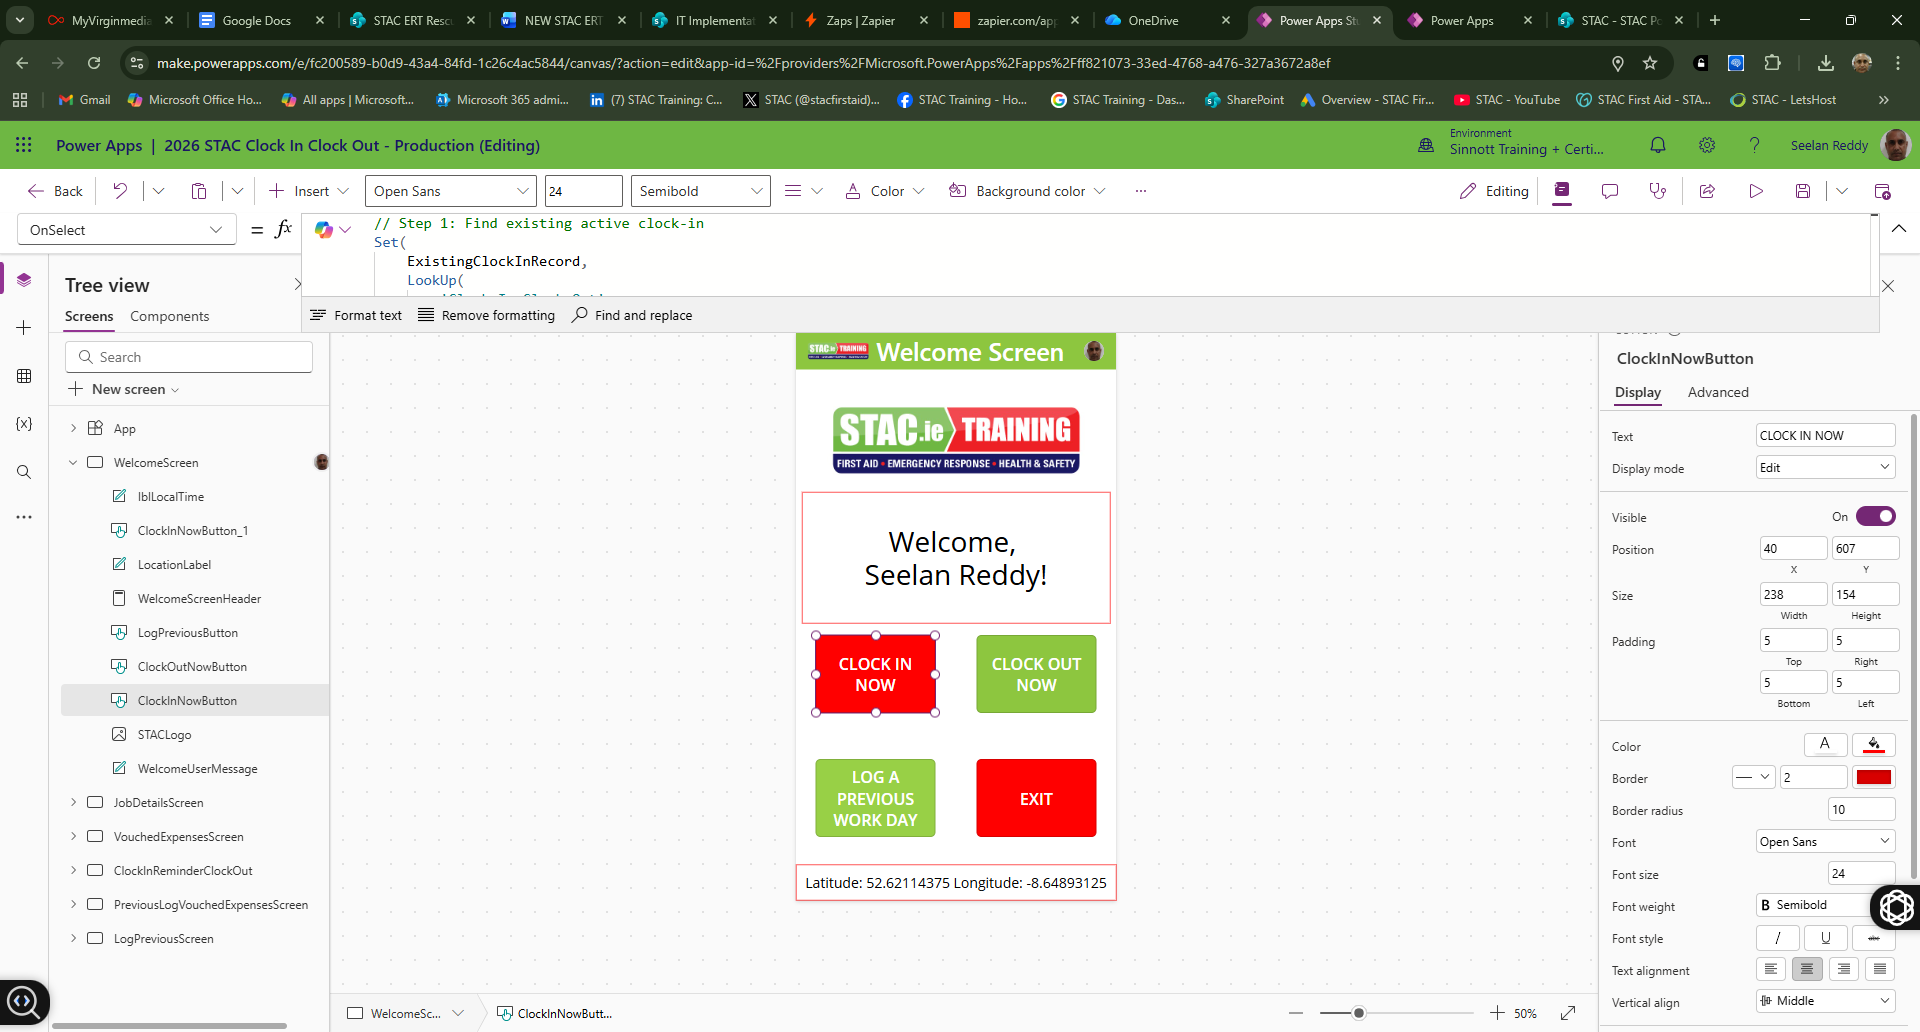 MyVirginmedia
Google Docs
STAC ERT Rescu
NEW STAC ERT
IT Implementat
Zaps | Zapier
zapier.com/app
OneDrive
Power Apps Stu
Power Apps
STAC - STAC Po
make.powerapps.com/e/fc200589-b0d9-43a4-84fd-1c26c4ac5844/canvas/?action=edit&app-id=%2Fproviders%2FMicrosoft.PowerApps%2Fapps%2Fff821073-33ed-4768-a476-327a3672a8ef
Gmail
Microsoft Office Ho...
All apps | Microsoft...
Microsoft 365 admi...
(7) STAC Training: C...
STAC (@stacfirstaid)...
STAC Training - Ho...
STAC Training - Das...
SharePoint
Overview - STAC Fir...
STAC - YouTube
STAC First Aid - STA...
STAC - LetsHost
Power Apps | 2026 STAC Clock In Clock Out - Production (Editing)
Environment
Sinnott Training + Certi...
Seelan Reddy
Back
Insert
Open Sans
24
Semibold
Color
Background color
Editing
OnSelect
= fx
// Step 1: Find existing active clock-in
Set(
ExistingClockInRecord,
LookUp(
Format text
Remove formatting
Find and replace
Tree view
Screens
Components
Search
New screen
App
WelcomeScreen
lblLocalTime
ClockInNowButton_1
LocationLabel
WelcomeScreenHeader
LogPreviousButton
ClockOutNowButton
ClockInNowButton
STACLogo
WelcomeUserMessage
JobDetailsScreen
VouchedExpensesScreen
ClockInReminderClockOut
PreviousLogVouchedExpensesScreen
LogPreviousScreen
STAC.ie TRAINING
Welcome Screen
STAC.ie TRAINING
FIRST AID • EMERGENCY RESPONSE • HEALTH & SAFETY
Welcome,
Seelan Reddy!
CLOCK IN
NOW
CLOCK OUT
NOW
LOG A
PREVIOUS
WORK DAY
EXIT
Latitude: 52.62114375 Longitude: -8.64893125
WelcomeSc...
ClockInNowButt...
50%
ClockInNowButton
Display
Advanced
Text
CLOCK IN NOW
Display mode
Edit
Visible
On
Position
40
607
X
Y
Size
238
154
Width
Height
Padding
5
5
Top
Right
5
5
Bottom
Left
Color
A
Border
2
Border radius
10
Font
Open Sans
Font size
24
Font weight
B Semibold
Font style
/
U
abc
Text alignment
Vertical align
Middle